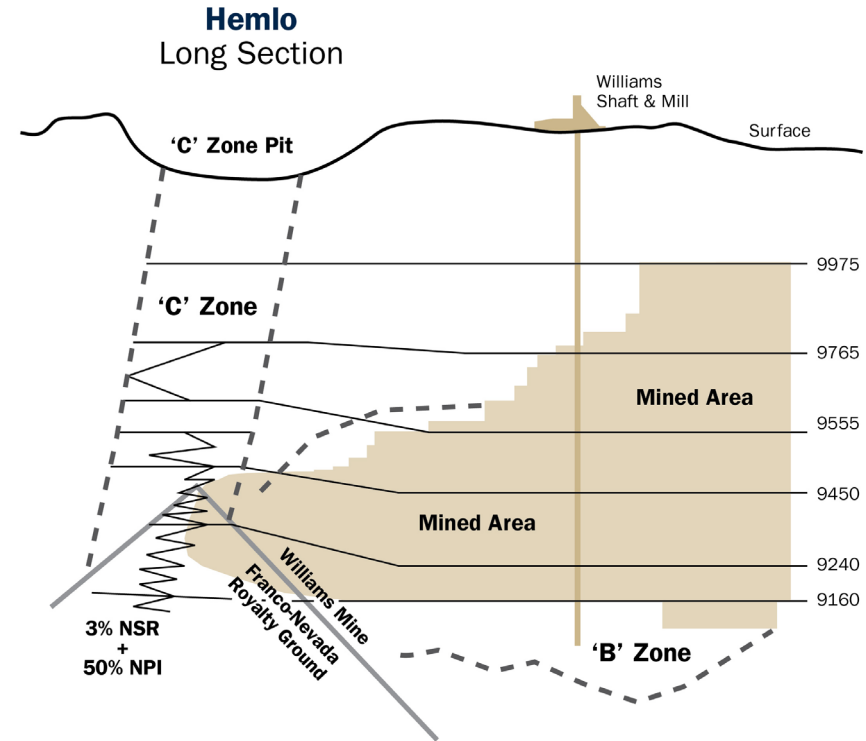 Hemlo
Long Section
Williams
Shaft & Mill
Surface
‘C’ Zone Pit
9975
‘C’ Zone
9765
Mined Area
9555
9450
Mined Area
9240
9160
Williams Mine
Franco-Nevada
Royalty Ground
3% NSR
+
50% NPI
‘B’ Zone